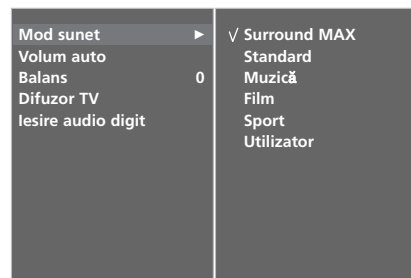 Mod sunet ►
Volum auto
Balans 0
Difuzor TV
Iesire audio digit
√ Surround MAX
Standard
Muzică
Film
Sport
Utilizator